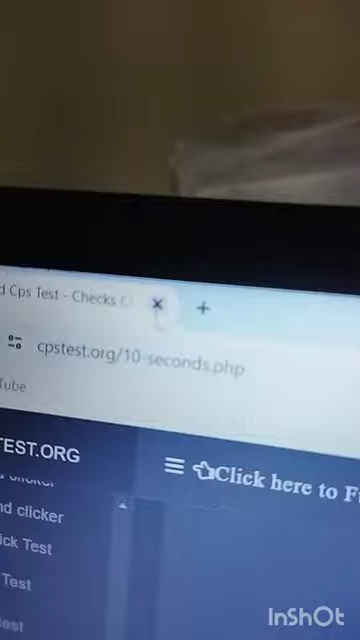 d Cps Test - Checks
cpstest.org/10-seconds.php
Tube
TEST.ORG
Click here to F
nd clicker
ick Test
Test
test
InShOt